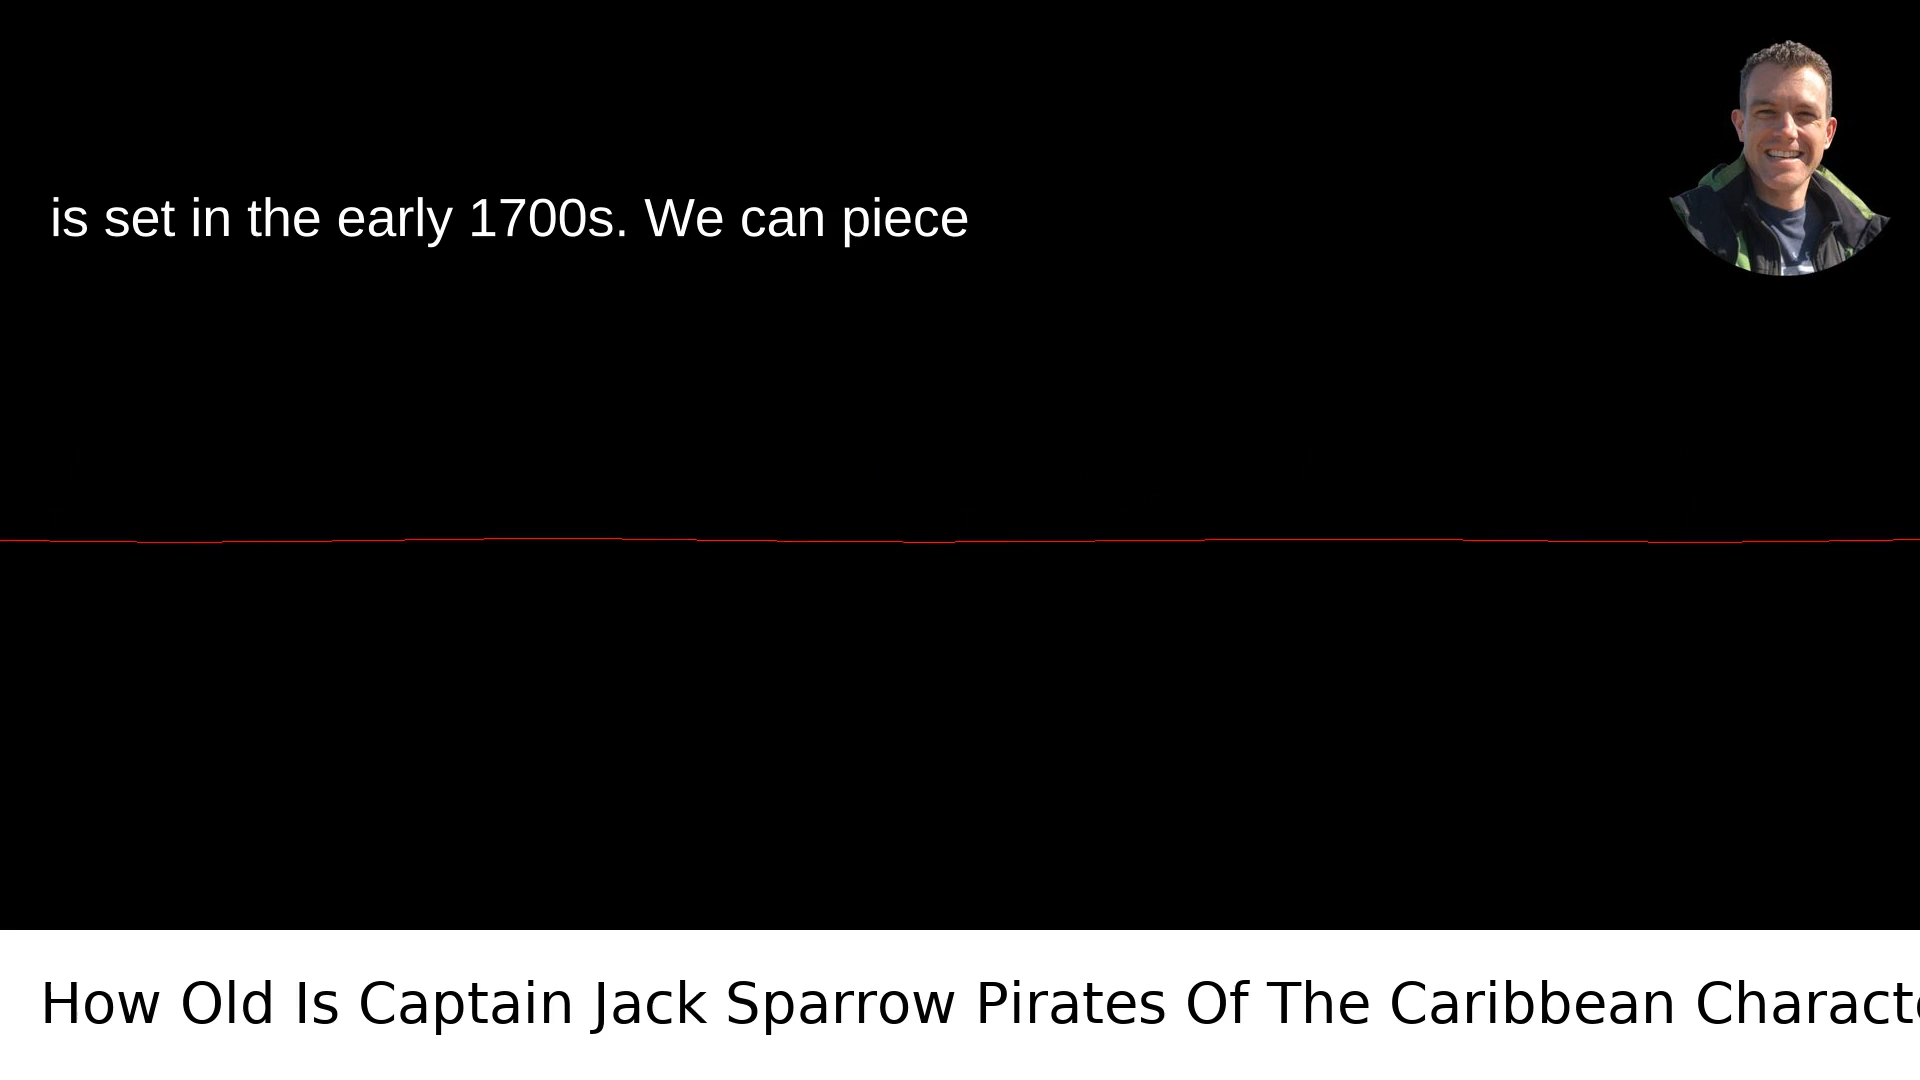 is set in the early 1700s. We can piece
How Old Is Captain Jack Sparrow Pirates Of The Caribbean